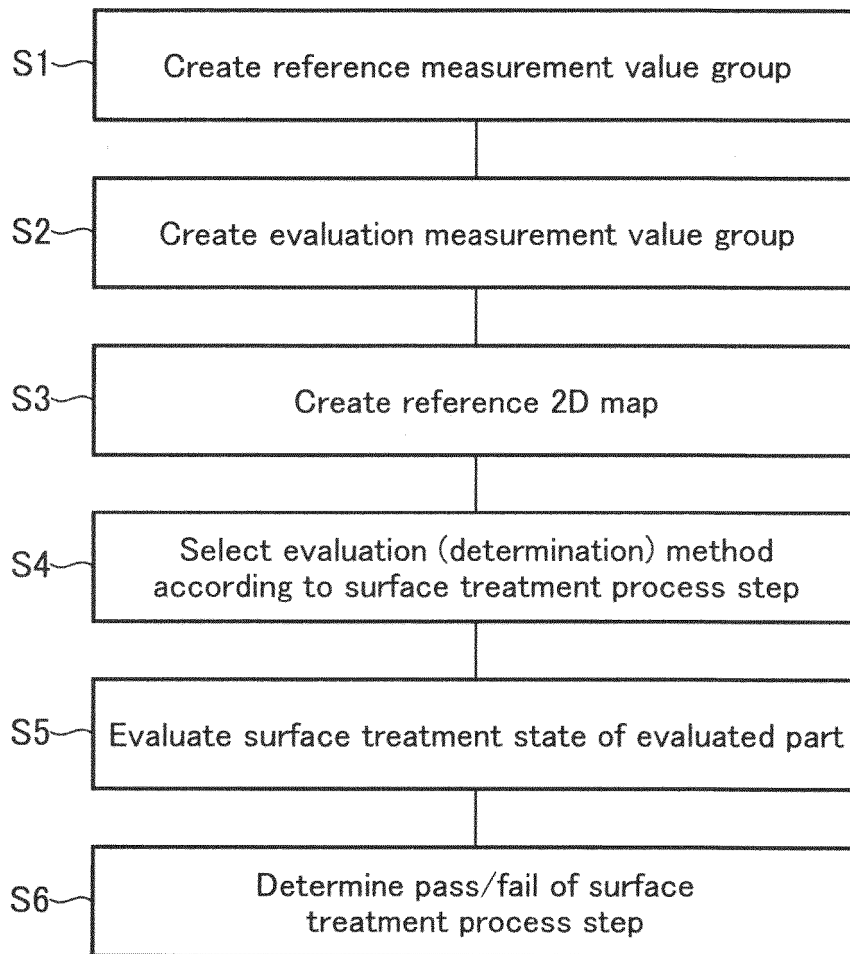 S1 Create reference measurement value group
S2 Create evaluation measurement value group
S3 Create reference 2D map
S4 Select evaluation (determination) method
according to surface treatment process step
S5 Evaluate surface treatment state of evaluated part
S6 Determine pass/fail of surface
treatment process step